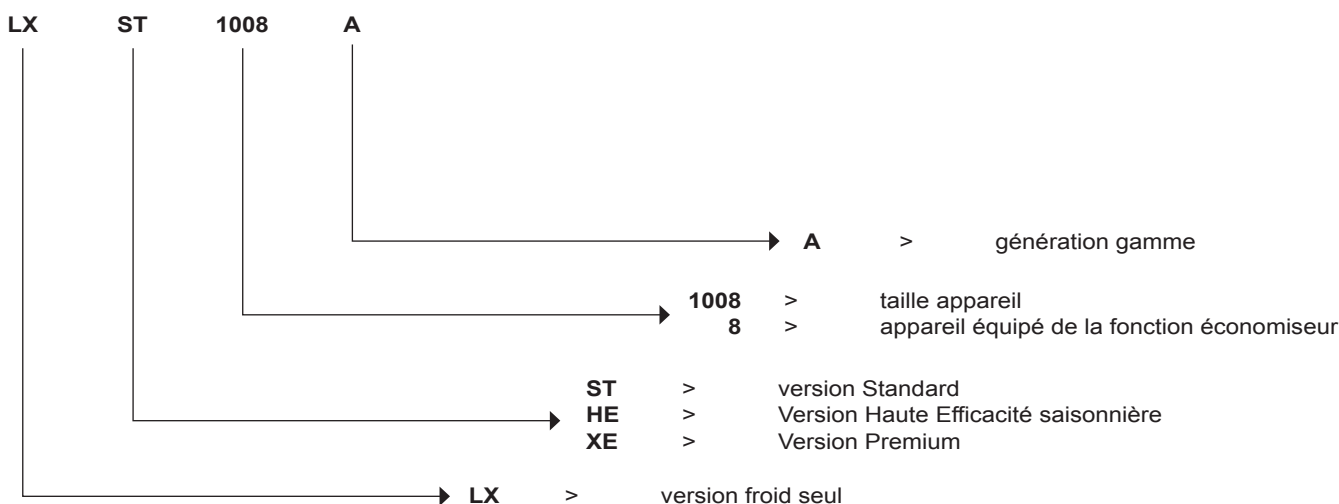 LX ST 1008 A
A > génération gamme
1008 > taille appareil
8 > appareil équipé de la fonction économiseur
ST > version Standard
HE > Version Haute Efficacité saisonnière
XE > Version Premium
LX > version froid seul